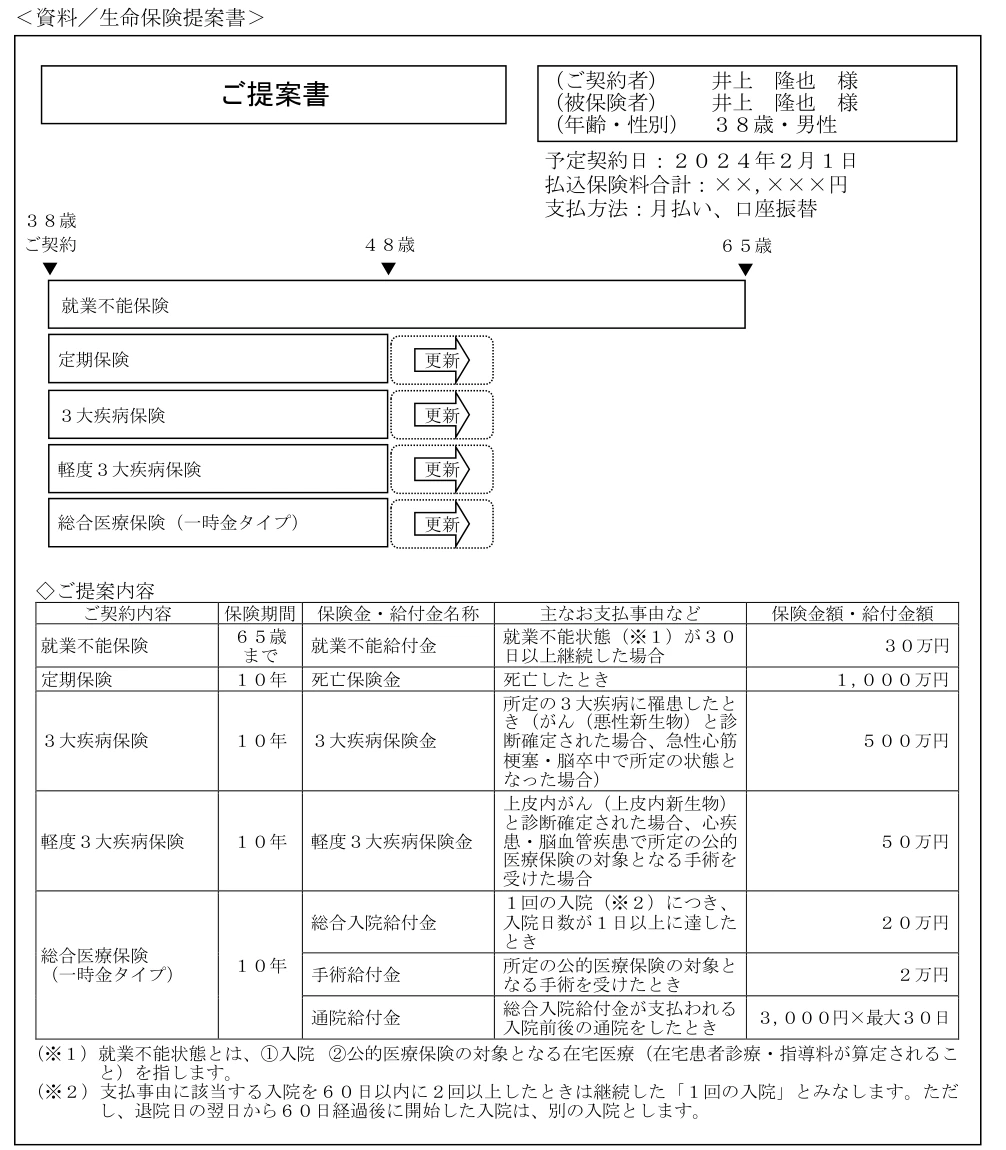 ＜資料／生命保険提案書＞
ご提案書
（ご契約者）　　井上　隆也　様
（被保険者）　　井上　隆也　様
（年齢・性別）　３８歳・男性
予定契約日：２０２４年２月１日
払込保険料合計：××,×××円
支払方法：月払い、口座振替
３８歳
ご契約
４８歳
６５歳
▼
▼
▼
就業不能保険
定期保険
更新
３大疾病保険
更新
軽度３大疾病保険
更新
総合医療保険（一時金タイプ）
更新
◇ご提案内容
ご契約内容　保険期間　保険金・給付金名称　主なお支払事由など　保険金額・給付金額
就業不能保険
６５歳
まで
就業不能給付金
就業不能状態（※１）が３０
日以上継続した場合
３０万円
定期保険　１０年　死亡保険金　死亡したとき　１,０００万円
３大疾病保険
１０年
３大疾病保険金
所定の３大疾病に罹患したと
き（がん（悪性新生物）と診
断確定された場合、急性心筋
梗塞・脳卒中で所定の状態と
なった場合）
５００万円
軽度３大疾病保険
１０年
軽度３大疾病保険金
上皮内がん（上皮内新生物）
と診断確定された場合、心疾
患・脳血管疾患で所定の公的
医療保険の対象となる手術を
受けた場合
５０万円
総合医療保険
（一時金タイプ）
１０年
総合入院給付金
１回の入院（※２）につき、
入院日数が１日以上に達した
とき
２０万円
手術給付金
所定の公的医療保険の対象と
なる手術を受けたとき
２万円
通院給付金
総合入院給付金が支払われる
入院前後の通院をしたとき
３,０００円×最大３０日
（※１）就業不能状態とは、①入院　②公的医療保険の対象となる在宅医療（在宅患者診療・指導料が算定されるこ
と）を指します。
（※２）支払事由に該当する入院を６０日以内に２回以上したときは継続した「１回の入院」とみなします。ただ
し、退院日の翌日から６０日経過後に開始した入院は、別の入院とします。